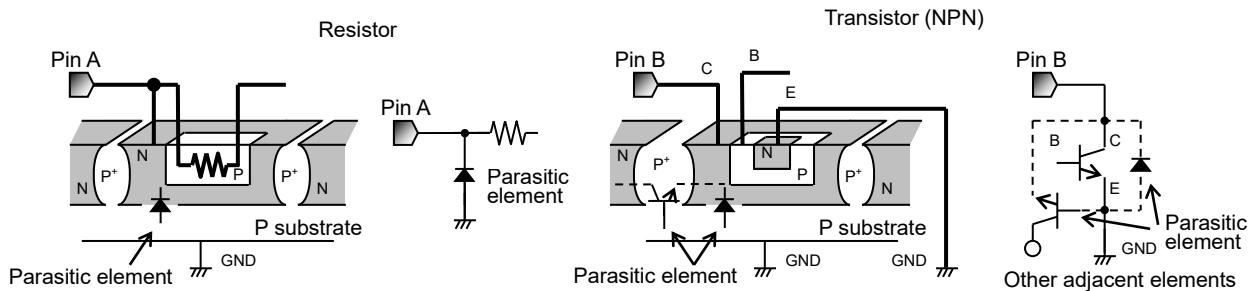 Resistor
Transistor (NPN)
Pin A
Pin B
C
B
E
Pin B
Pin A
N
P+
N
P
P+
N
Parasitic
element
N
P+
N
N
P
P+
N
B
C
E
Parasitic
element
P substrate
GND
Parasitic element
P substrate
GND
GND
Parasitic element
GND
Other adjacent elements